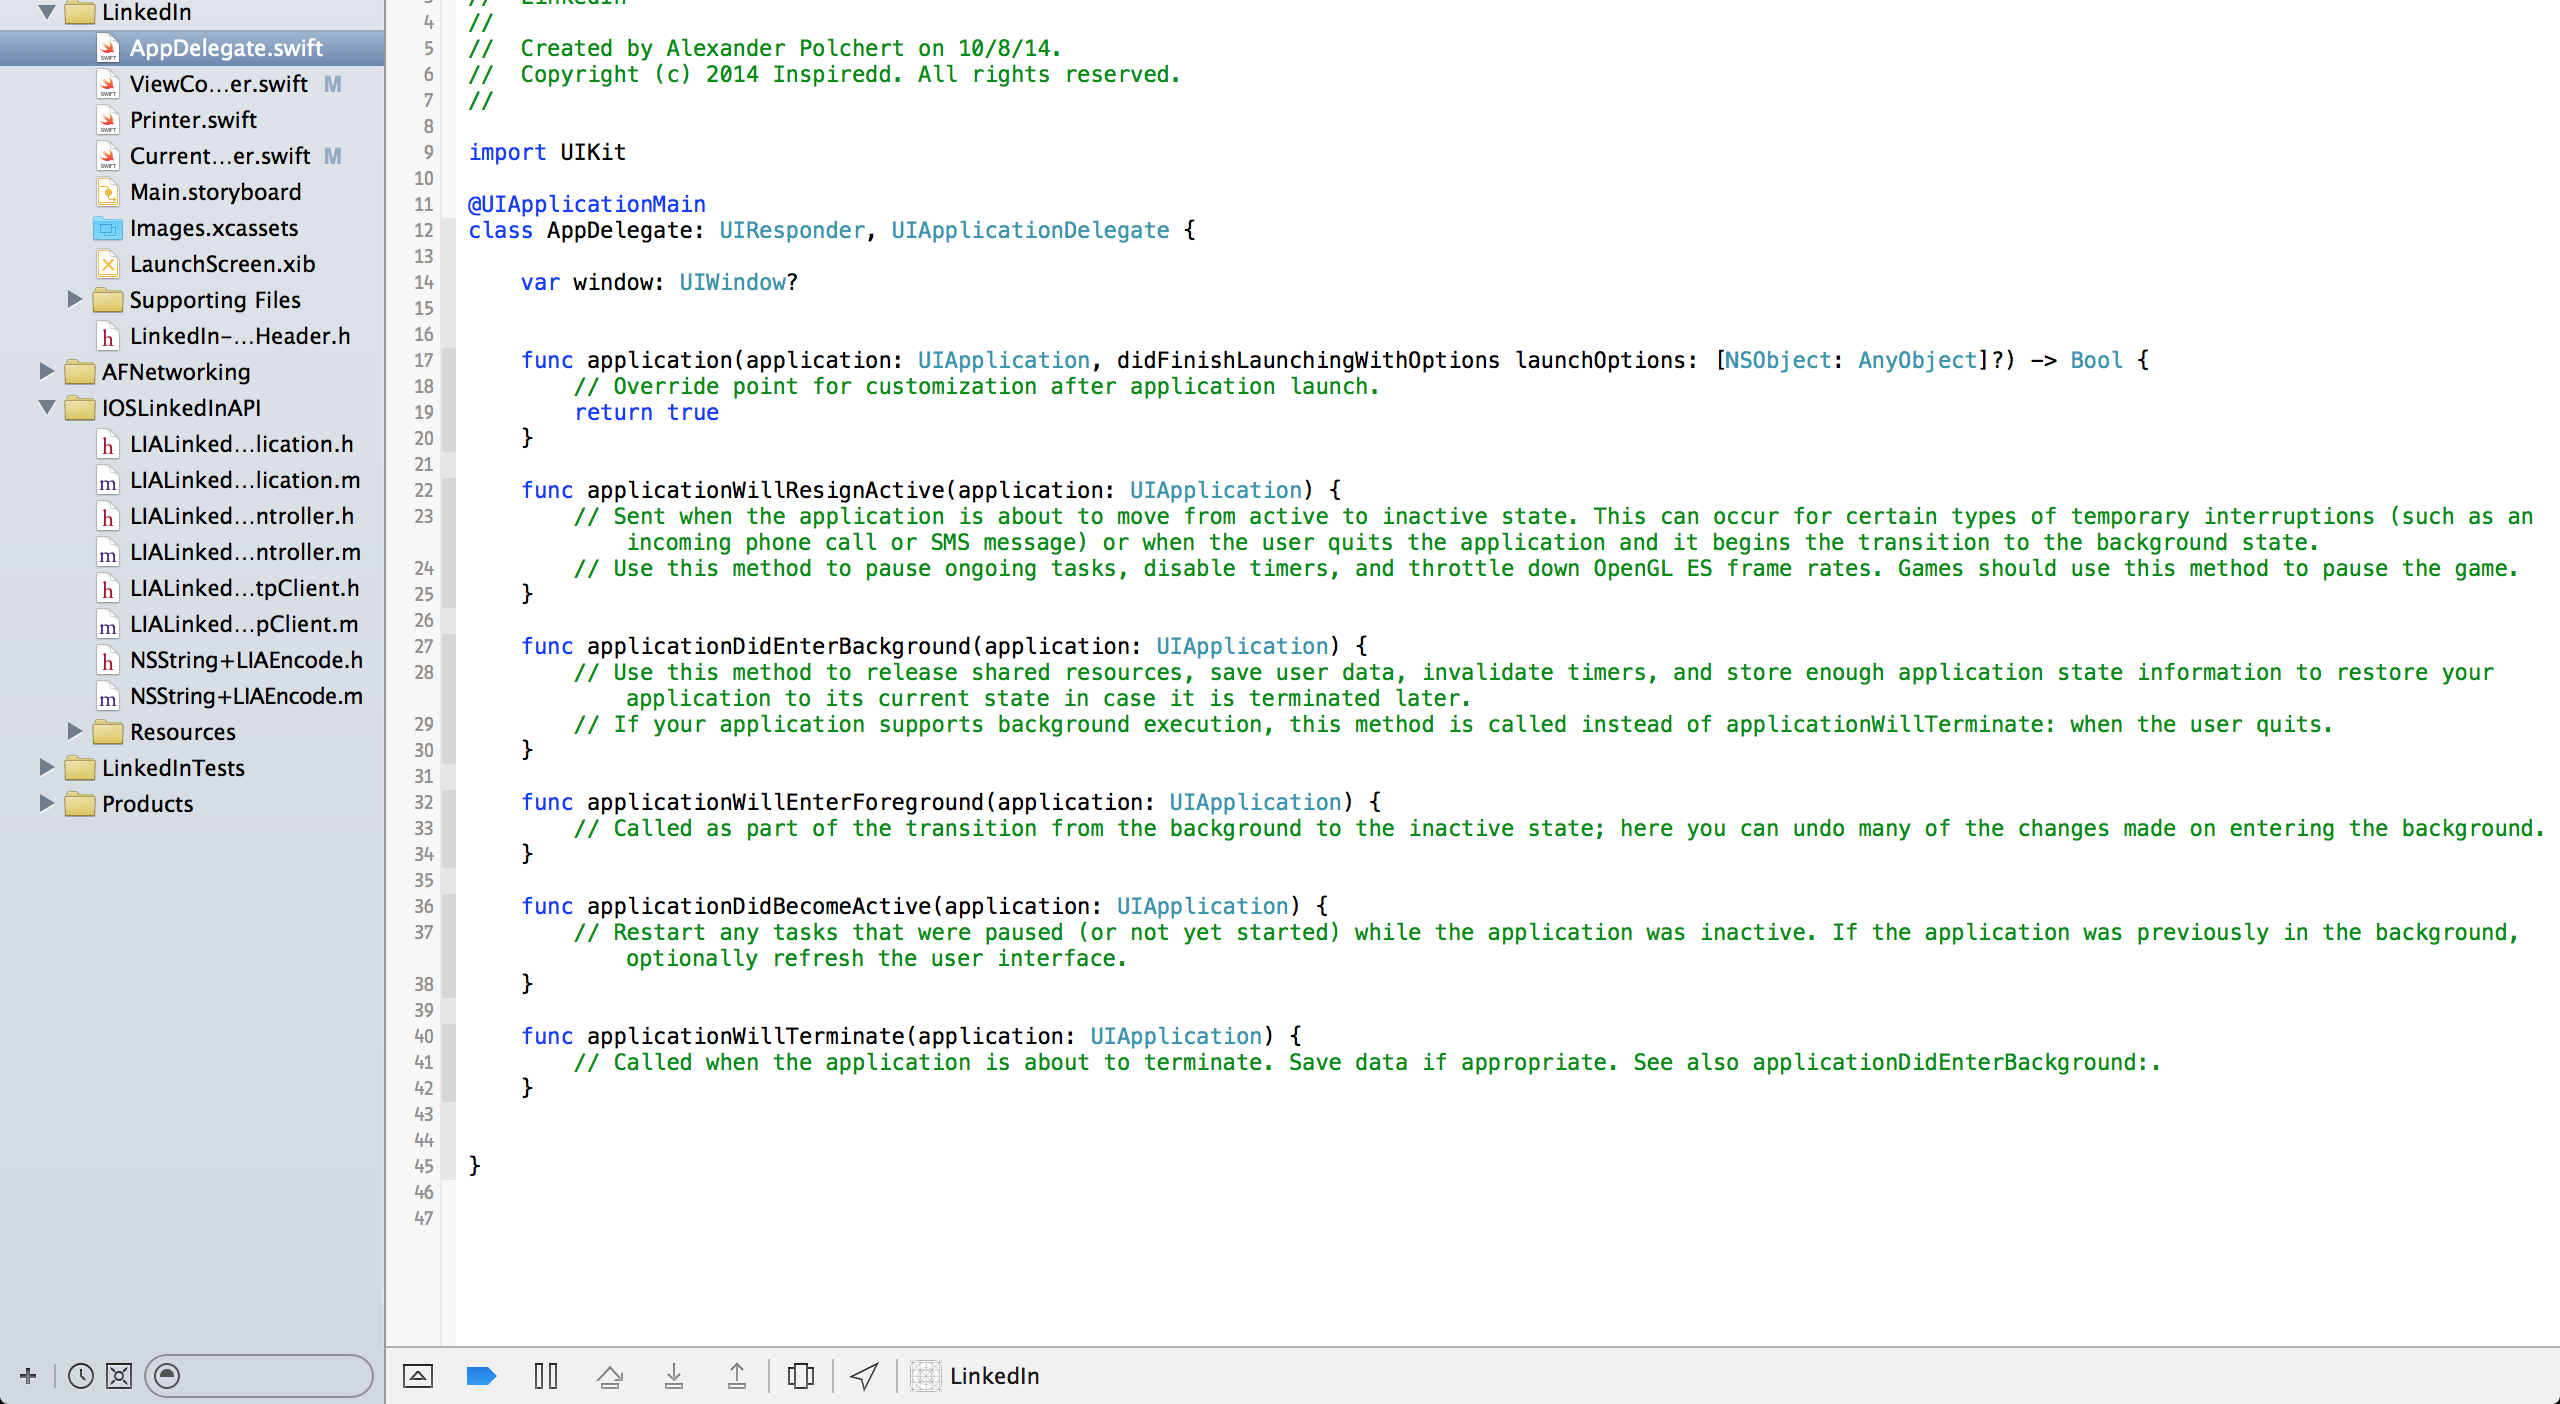 LinkedIn
AppDelegate.swift
ViewCo...er.swift M
Printer.swift
Current...er.swift M
Main.storyboard
Images.xcassets
LaunchScreen.xib
Supporting Files
LinkedIn-...Header.h
AFNetworking
IOSLinkedInAPI
LIALinked...lication.h
LIALinked...lication.m
LIALinked...ntroller.h
LIALinked...ntroller.m
LIALinked...tpClient.h
LIALinked...pClient.m
NSString+LIAEncode.h
NSString+LIAEncode.m
Resources
LinkedInTests
Products
3 //  LinkedIn
4 //
5 //  Created by Alexander Polchert on 10/8/14.
6 //  Copyright (c) 2014 Inspiredd. All rights reserved.
7 //
8
9 import UIKit
10
11 @UIApplicationMain
12 class AppDelegate: UIResponder, UIApplicationDelegate {
13
14     var window: UIWindow?
15
16
17     func application(application: UIApplication, didFinishLaunchingWithOptions launchOptions: [NSObject: AnyObject]?) -> Bool {
18         // Override point for customization after application launch.
19         return true
20     }
21
22     func applicationWillResignActive(application: UIApplication) {
23         // Sent when the application is about to move from active to inactive state. This can occur for certain types of temporary interruptions (such as an
incoming phone call or SMS message) or when the user quits the application and it begins the transition to the background state.
24         // Use this method to pause ongoing tasks, disable timers, and throttle down OpenGL ES frame rates. Games should use this method to pause the game.
25     }
26
27     func applicationDidEnterBackground(application: UIApplication) {
28         // Use this method to release shared resources, save user data, invalidate timers, and store enough application state information to restore your
application to its current state in case it is terminated later.
29         // If your application supports background execution, this method is called instead of applicationWillTerminate: when the user quits.
30     }
31
32     func applicationWillEnterForeground(application: UIApplication) {
33         // Called as part of the transition from the background to the inactive state; here you can undo many of the changes made on entering the background.
34     }
35
36     func applicationDidBecomeActive(application: UIApplication) {
37         // Restart any tasks that were paused (or not yet started) while the application was inactive. If the application was previously in the background,
optionally refresh the user interface.
38     }
39
40     func applicationWillTerminate(application: UIApplication) {
41         // Called when the application is about to terminate. Save data if appropriate. See also applicationDidEnterBackground:.
42     }
43
44
45 }
46
47
LinkedIn